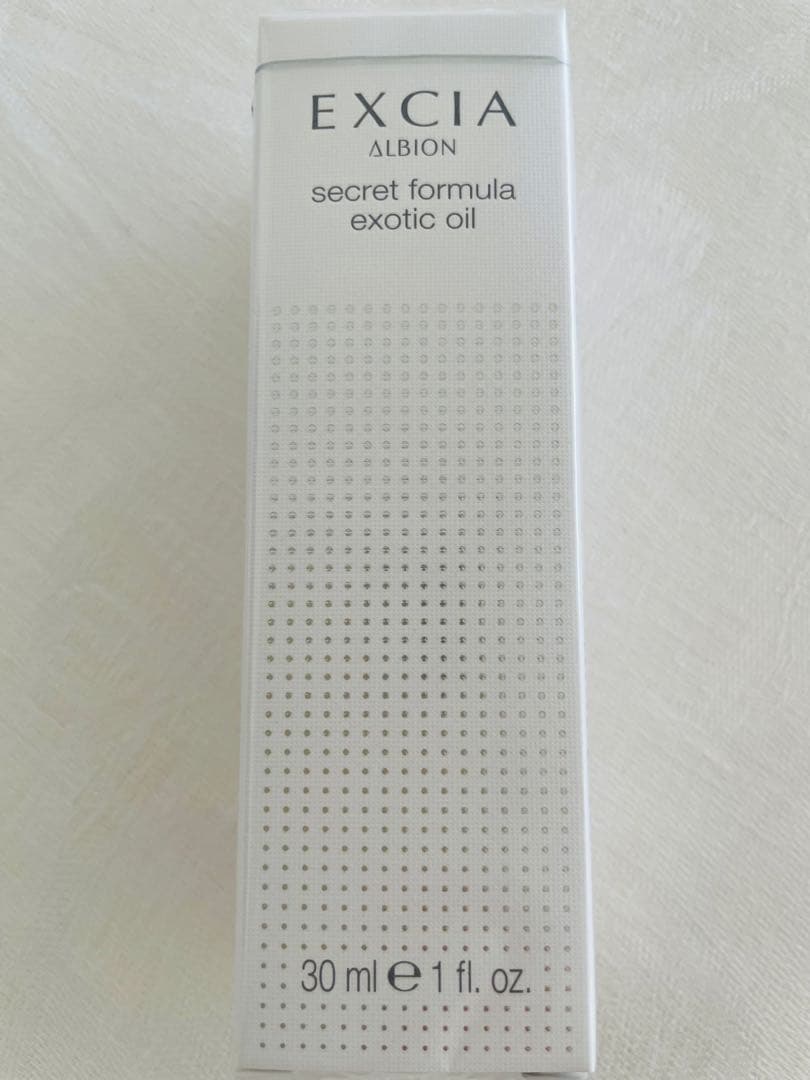 EXCIA
ALBION
secret formula
exotic oil
30 ml ℮ 1 fl. oz.